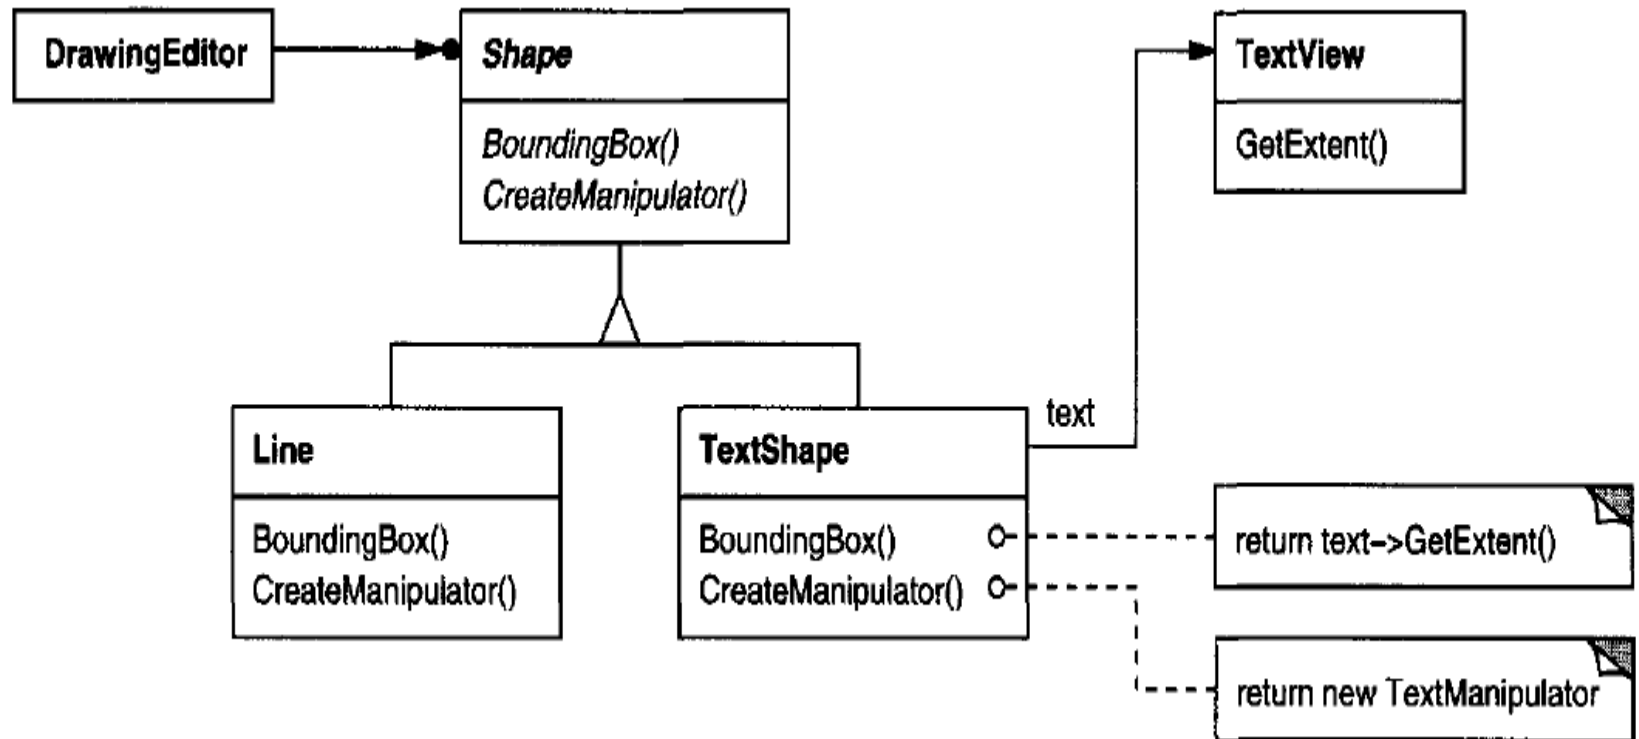 DrawingEditor
Shape
BoundingBox()
CreateManipulator()
TextView
GetExtent()
Line
BoundingBox()
CreateManipulator()
TextShape
BoundingBox()
CreateManipulator()
text
return text->GetExtent()
return new TextManipulator